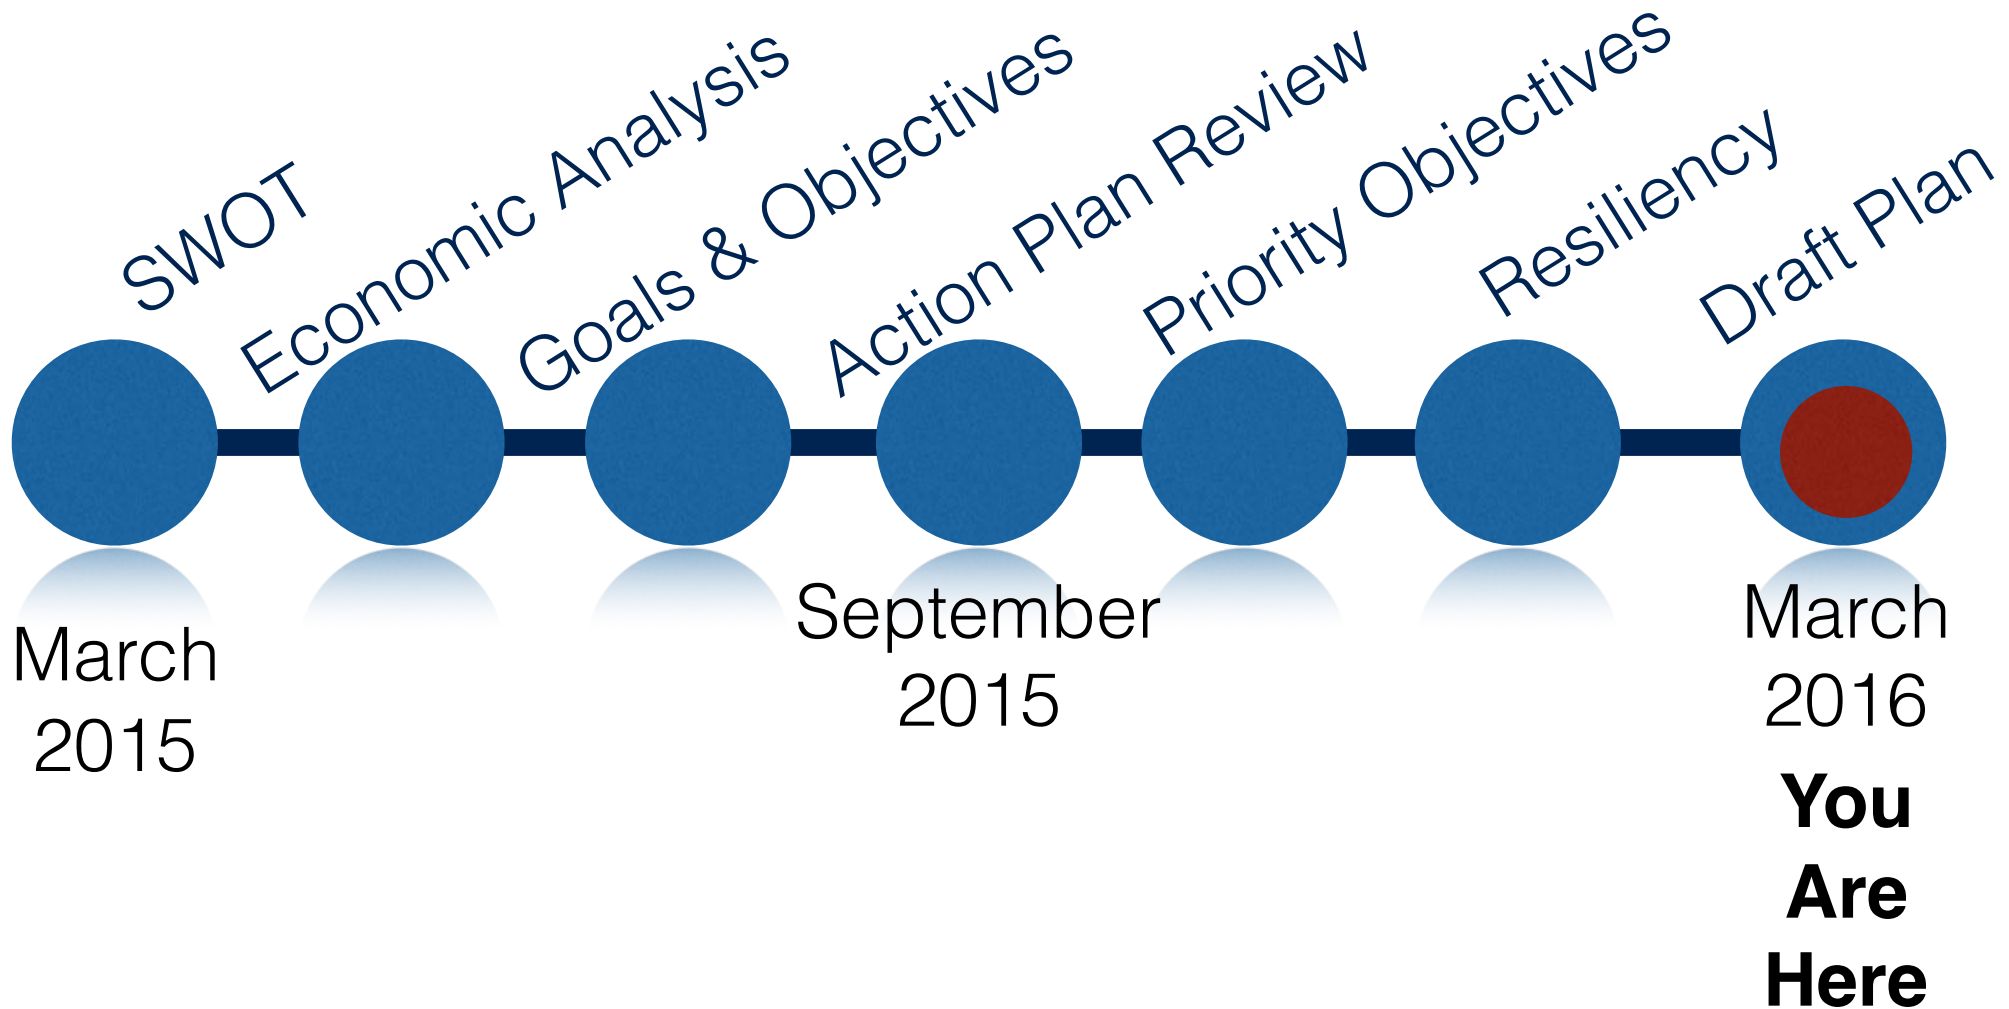 SWOT
Economic Analysis
Goals & Objectives
Action Plan Review
Priority Objectives
Resiliency
Draft Plan
March
2015
September
2015
March
2016
You
Are
Here